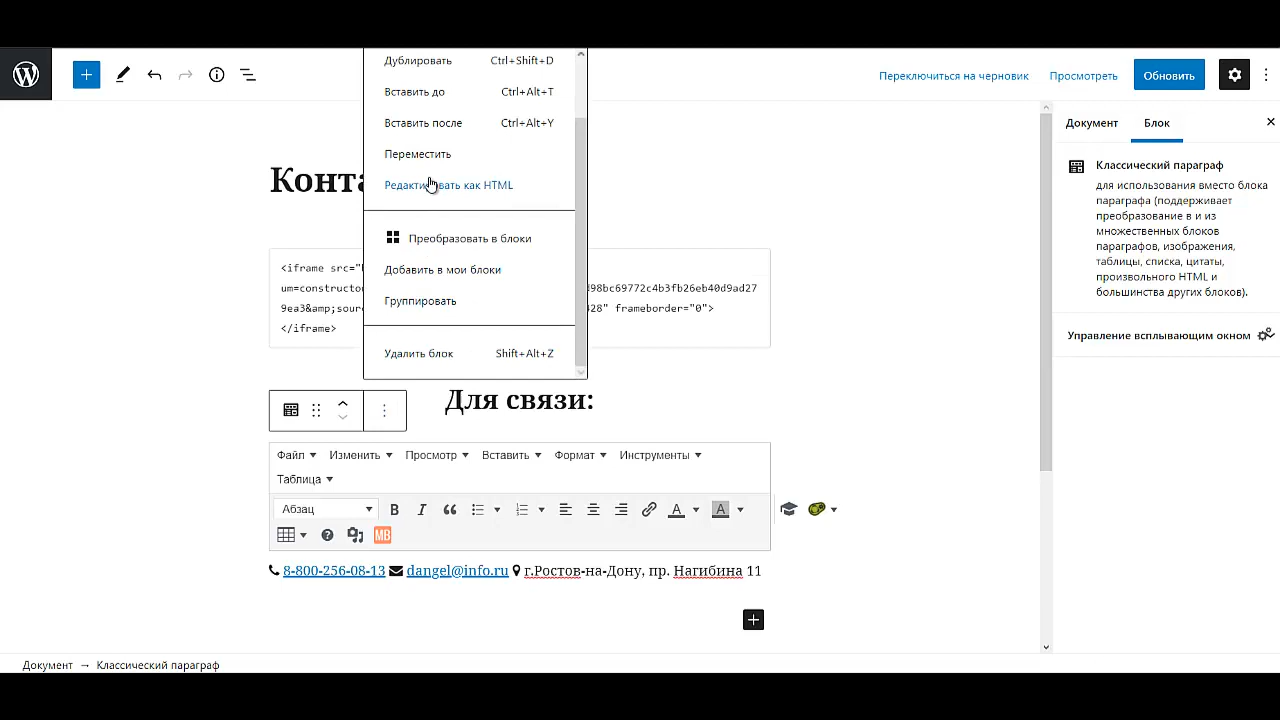 Дублировать Ctrl+Shift+D
Переключиться на черновик Просмотреть Обновить
Вставить до Ctrl+Alt+T
Вставить после Ctrl+Alt+Y
Переместить
Редактировать как HTML
Преобразовать в блоки
Добавить в мои блоки
Группировать
Удалить блок Shift+Alt+Z
Конта
<iframe src="
um=constructo d98bc69772c4b3fb26eb40d9ad27
9ea3&amp;sour 428" frameborder="0">
</iframe>
Для связи:
Файл Изменить Просмотр Вставить Формат Инструменты
Таблица
Абзац B I A A
MB
8-800-256-08-13 dangel@info.ru г.Ростов-на-Дону, пр. Нагибина 11
Документ Блок
Классический параграф
для использования вместо блока
параграфа (поддерживает
преобразование в и из
множественных блоков
параграфов, изображения,
таблицы, списка, цитаты,
произвольного HTML и
большинства других блоков).
Управление всплывающим окном
Документ → Классический параграф